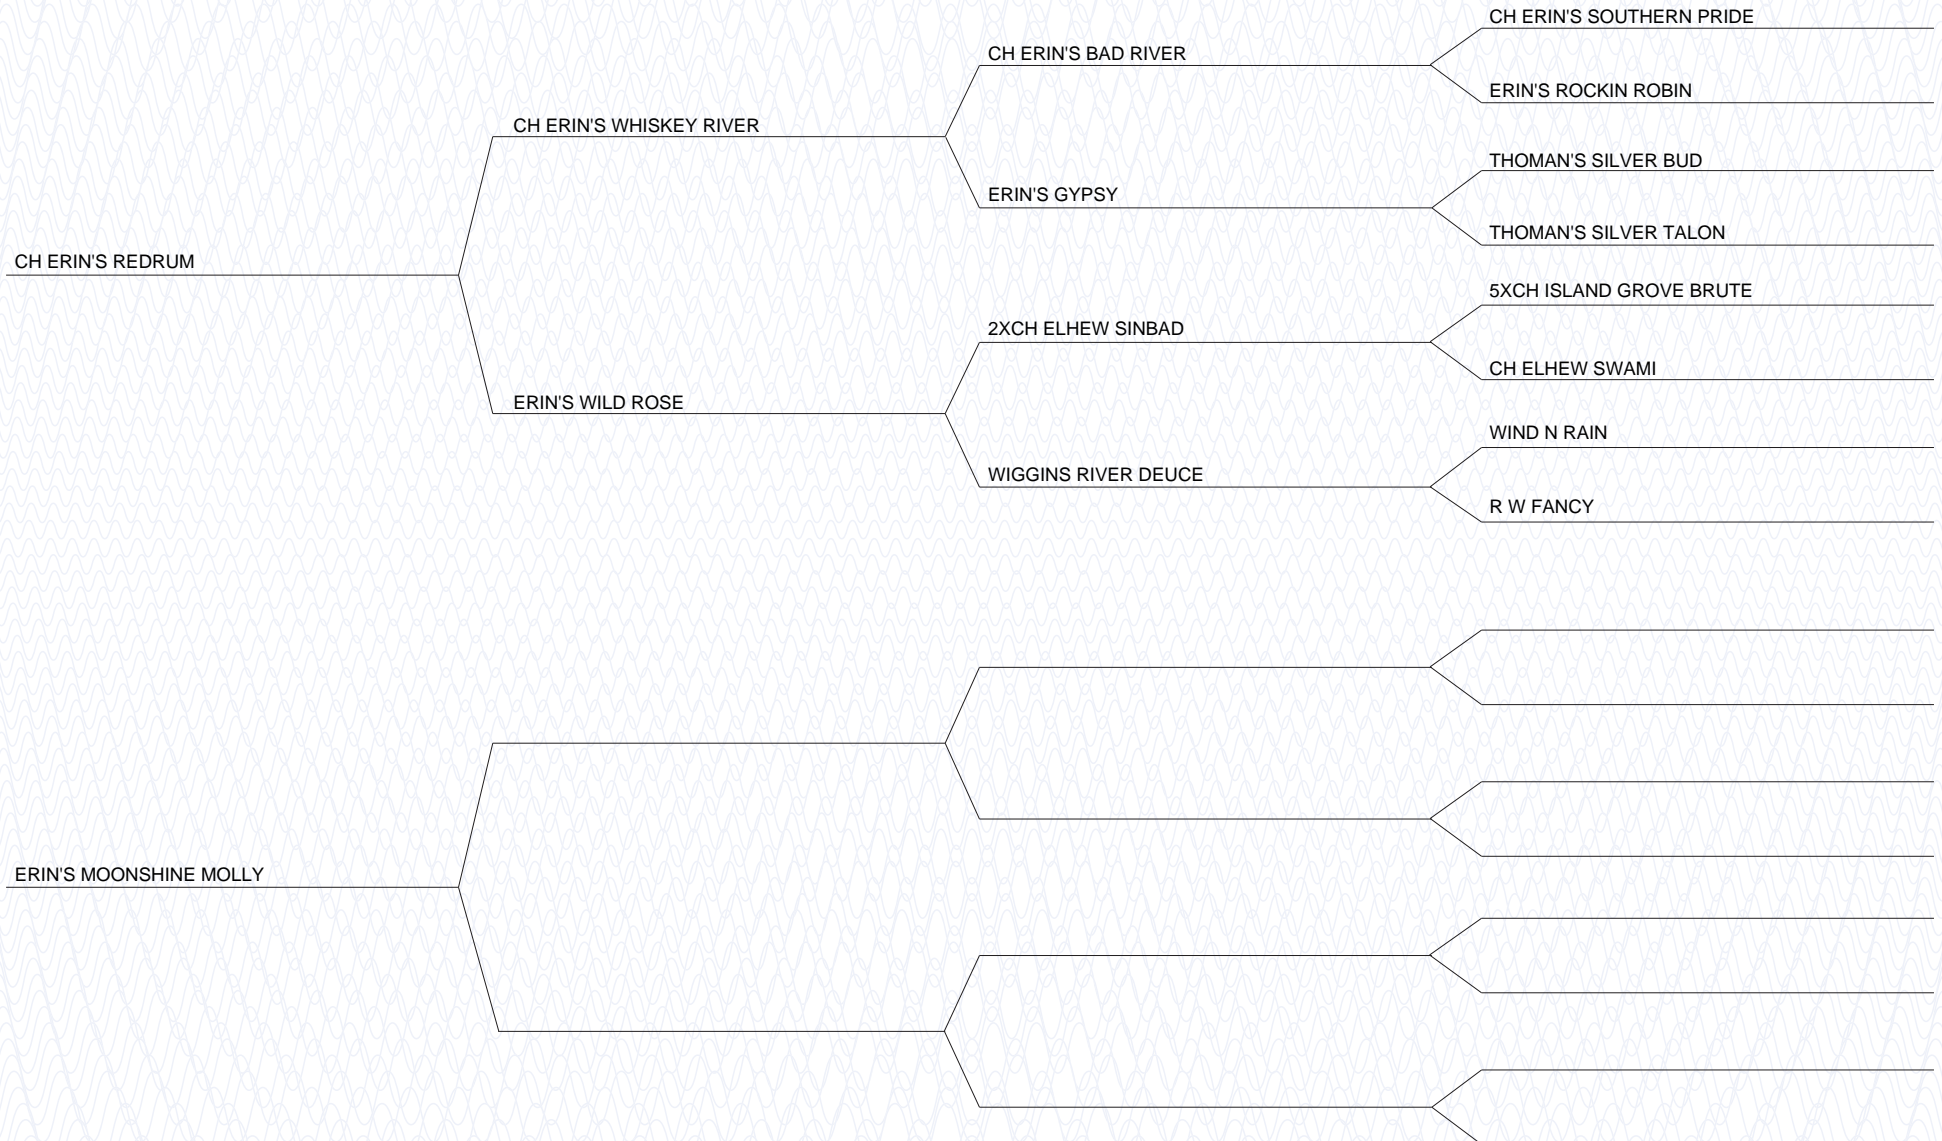 CH ERIN'S SOUTHERN PRIDE
CH ERIN'S BAD RIVER
ERIN'S ROCKIN ROBIN
CH ERIN'S WHISKEY RIVER
THOMAN'S SILVER BUD
ERIN'S GYPSY
THOMAN'S SILVER TALON
CH ERIN'S REDRUM
5XCH ISLAND GROVE BRUTE
2XCH ELHEW SINBAD
CH ELHEW SWAMI
ERIN'S WILD ROSE
WIND N RAIN
WIGGINS RIVER DEUCE
R W FANCY
ERIN'S MOONSHINE MOLLY